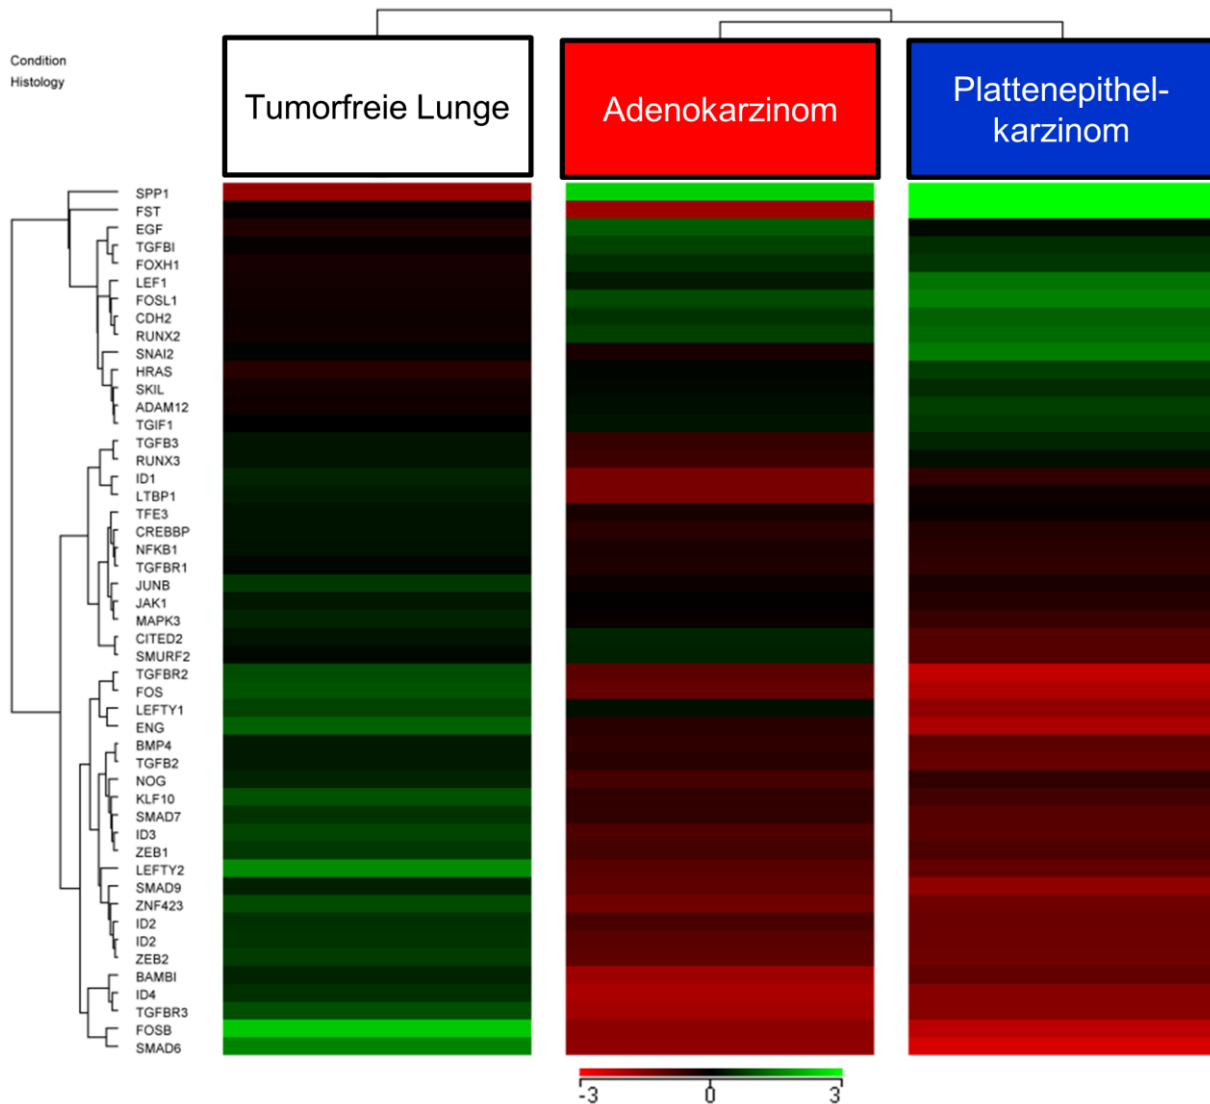 Condition
Histology
Tumorfreie Lunge
Adenokarzinom
Plattenepithel-
karzinom
SPP1
FST
EGF
TGFBI
FOXH1
LEF1
FOSL1
CDH2
RUNX2
SNAI2
HRAS
SKIL
ADAM12
TGIF1
TGFB3
RUNX3
ID1
LTBP1
TFE3
CREBBP
NFKB1
TGFBR1
JUNB
JAK1
MAPK3
CITED2
SMURF2
TGFBR2
FOS
LEFTY1
ENG
BMP4
TGFB2
NOG
KLF10
SMAD7
ID3
ZEB1
LEFTY2
SMAD9
ZNF423
ID2
ID2
ZEB2
BAMBI
ID4
TGFBR3
FOSB
SMAD6
-3 0 3